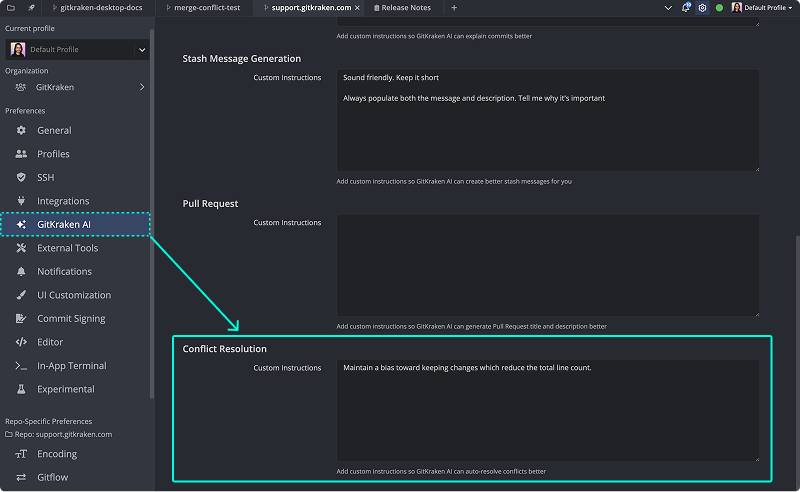 gitkraken-desktop-docs
merge-conflict-test
support.gitkraken.com
Release Notes
Default Profile
Current profile
Default Profile
Organization
GitKraken
Preferences
General
Profiles
SSH
Integrations
GitKraken AI
External Tools
Notifications
UI Customization
Commit Signing
Editor
In-App Terminal
Experimental
Repo-Specific Preferences
Repo: support.gitkraken.com
Encoding
Gitflow
Add custom instructions so GitKraken AI can explain commits better
Stash Message Generation
Custom Instructions
Sound friendly. Keep it short
Always populate both the message and description. Tell me why it's important
Add custom instructions so GitKraken AI can create better stash messages for you
Pull Request
Custom Instructions
Add custom instructions so GitKraken AI can generate Pull Request title and description better
Conflict Resolution
Custom Instructions
Maintain a bias toward keeping changes which reduce the total line count.
Add custom instructions so GitKraken AI can auto-resolve conflicts better